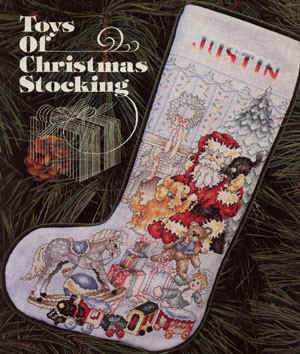 Toys
Of
Christmas
Stocking
JUSTIN